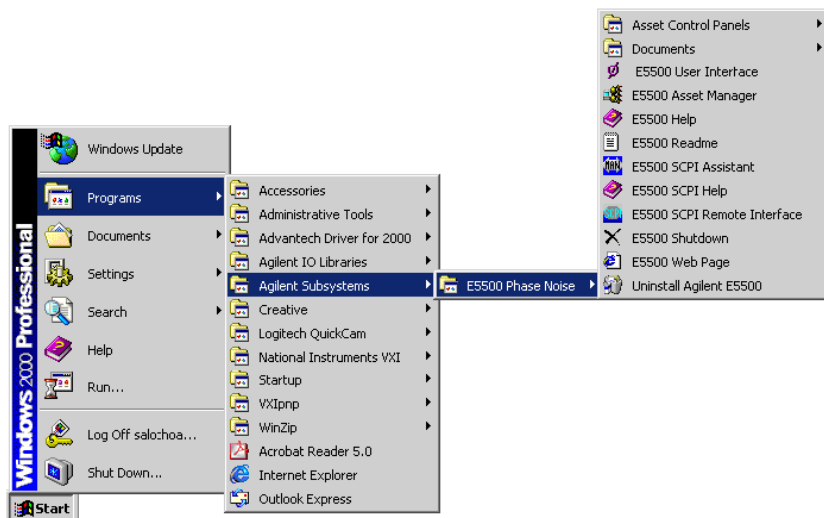 Windows 2000 Professional
Windows Update
Programs
Documents
Settings
Search
Help
Run...
Log Off salochoa...
Shut Down...
Start
Accessories
Administrative Tools
Advantech Driver for 2000
Agilent IO Libraries
Agilent Subsystems
Creative
Logitech QuickCam
National Instruments VXI
Startup
VXIpnp
WinZip
Acrobat Reader 5.0
Internet Explorer
Outlook Express
E5500 Phase Noise
Asset Control Panels
Documents
E5500 User Interface
E5500 Asset Manager
E5500 Help
E5500 Readme
E5500 SCPI Assistant
E5500 SCPI Help
E5500 SCPI Remote Interface
E5500 Shutdown
E5500 Web Page
Uninstall Agilent E5500